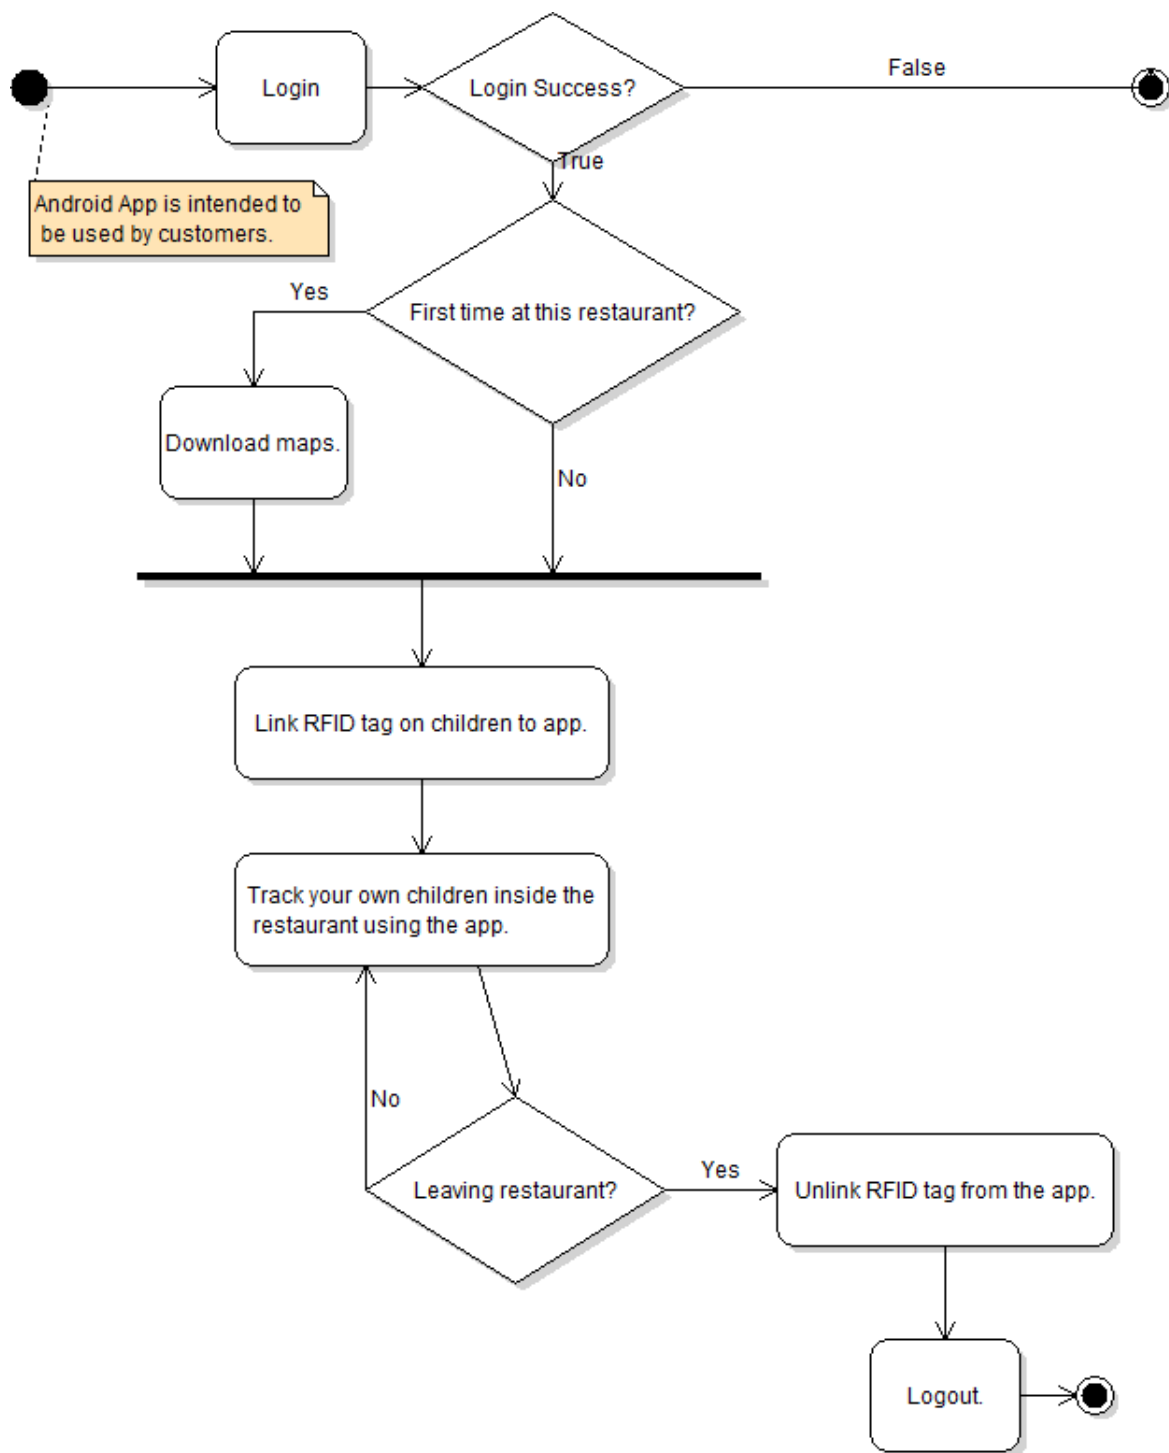 Login
Login Success?
False
True
Android App is intended to
be used by customers.
Yes
First time at this restaurant?
Download maps.
No
Link RFID tag on children to app.
Track your own children inside the
restaurant using the app.
No
Leaving restaurant?
Yes
Unlink RFID tag from the app.
Logout.